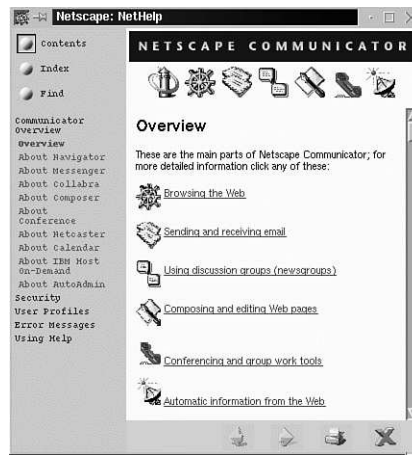 Netscape: NetHelp
Contents
Index
Find
Communicator
Overview
Overview
About Navigator
About Messenger
About Collabra
About Composer
About
Conference
About Netcaster
About Calendar
About IBM Host
On-Demand
About AutoAdmin
Security
User Profiles
Error Messages
Using Help
NETSCAPE COMMUNICATOR
Overview
These are the main parts of Netscape Communicator; for
more detailed information click any of these:
Browsing the Web
Sending and receiving email
Using discussion groups (newsgroups)
Composing and editing Web pages
Conferencing and group work tools
Automatic information from the Web